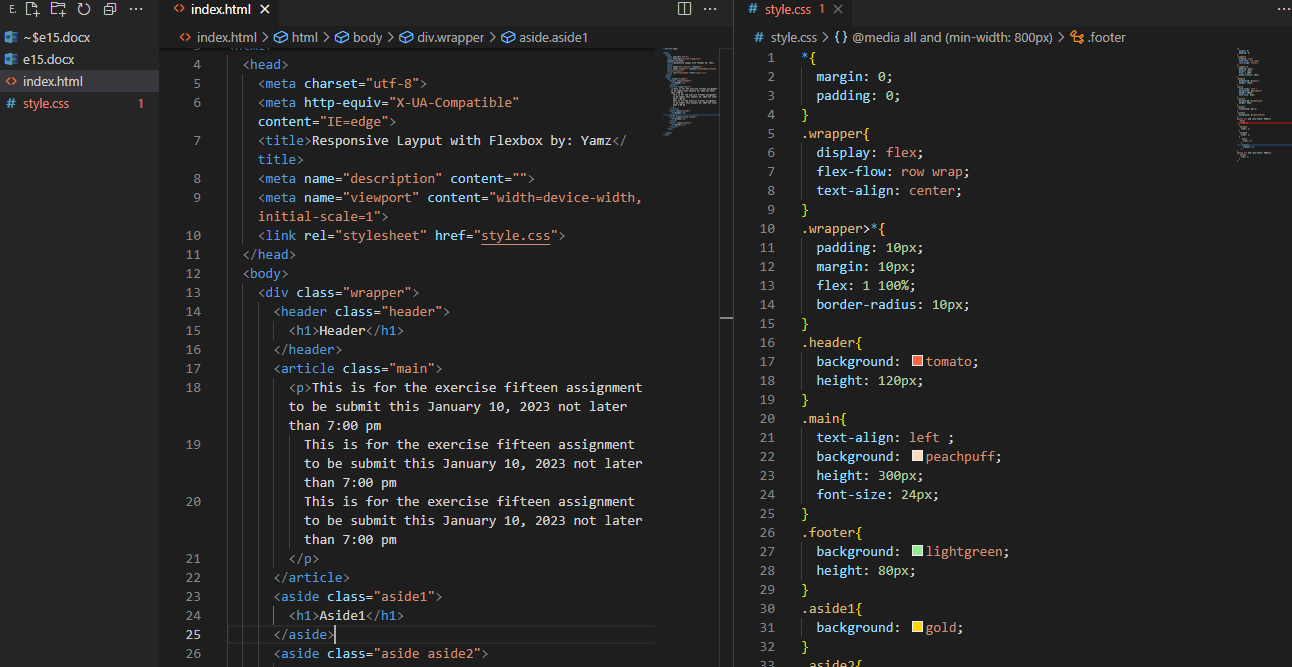 E.
~$e15.docx
e15.docx
index.html
style.css 1
index.html
index.html > html > body > div.wrapper > aside.aside1
4 <head>
5 <meta charset="utf-8">
6 <meta http-equiv="X-UA-Compatible"
content="IE=edge">
7 <title>Responsive Layput with Flexbox by: Yamz</
title>
8 <meta name="description" content="">
9 <meta name="viewport" content="width=device-width,
initial-scale=1">
10 <link rel="stylesheet" href="style.css">
11 </head>
12 <body>
13 <div class="wrapper">
14 <header class="header">
15 <h1>Header</h1>
16 </header>
17 <article class="main">
18 <p>This is for the exercise fifteen assignment
to be submit this January 10, 2023 not later
than 7:00 pm
19 This is for the exercise fifteen assignment
to be submit this January 10, 2023 not later
than 7:00 pm
20 This is for the exercise fifteen assignment
to be submit this January 10, 2023 not later
than 7:00 pm
21 </p>
22 </article>
23 <aside class="aside1">
24 <h1>Aside1</h1>
25 </aside>
26 <aside class="aside aside2">
# style.css 1
# style.css > {} @media all and (min-width: 800px) > .footer
1 *{
2 margin: 0;
3 padding: 0;
4 }
5 .wrapper{
6 display: flex;
7 flex-flow: row wrap;
8 text-align: center;
9 }
10 .wrapper>*{
11 padding: 10px;
12 margin: 10px;
13 flex: 1 100%;
14 border-radius: 10px;
15 }
16 .header{
17 background: tomato;
18 height: 120px;
19 }
20 .main{
21 text-align: left ;
22 background: peachpuff;
23 height: 300px;
24 font-size: 24px;
25 }
26 .footer{
27 background: lightgreen;
28 height: 80px;
29 }
30 .aside1{
31 background: gold;
32 }
33 .aside2{